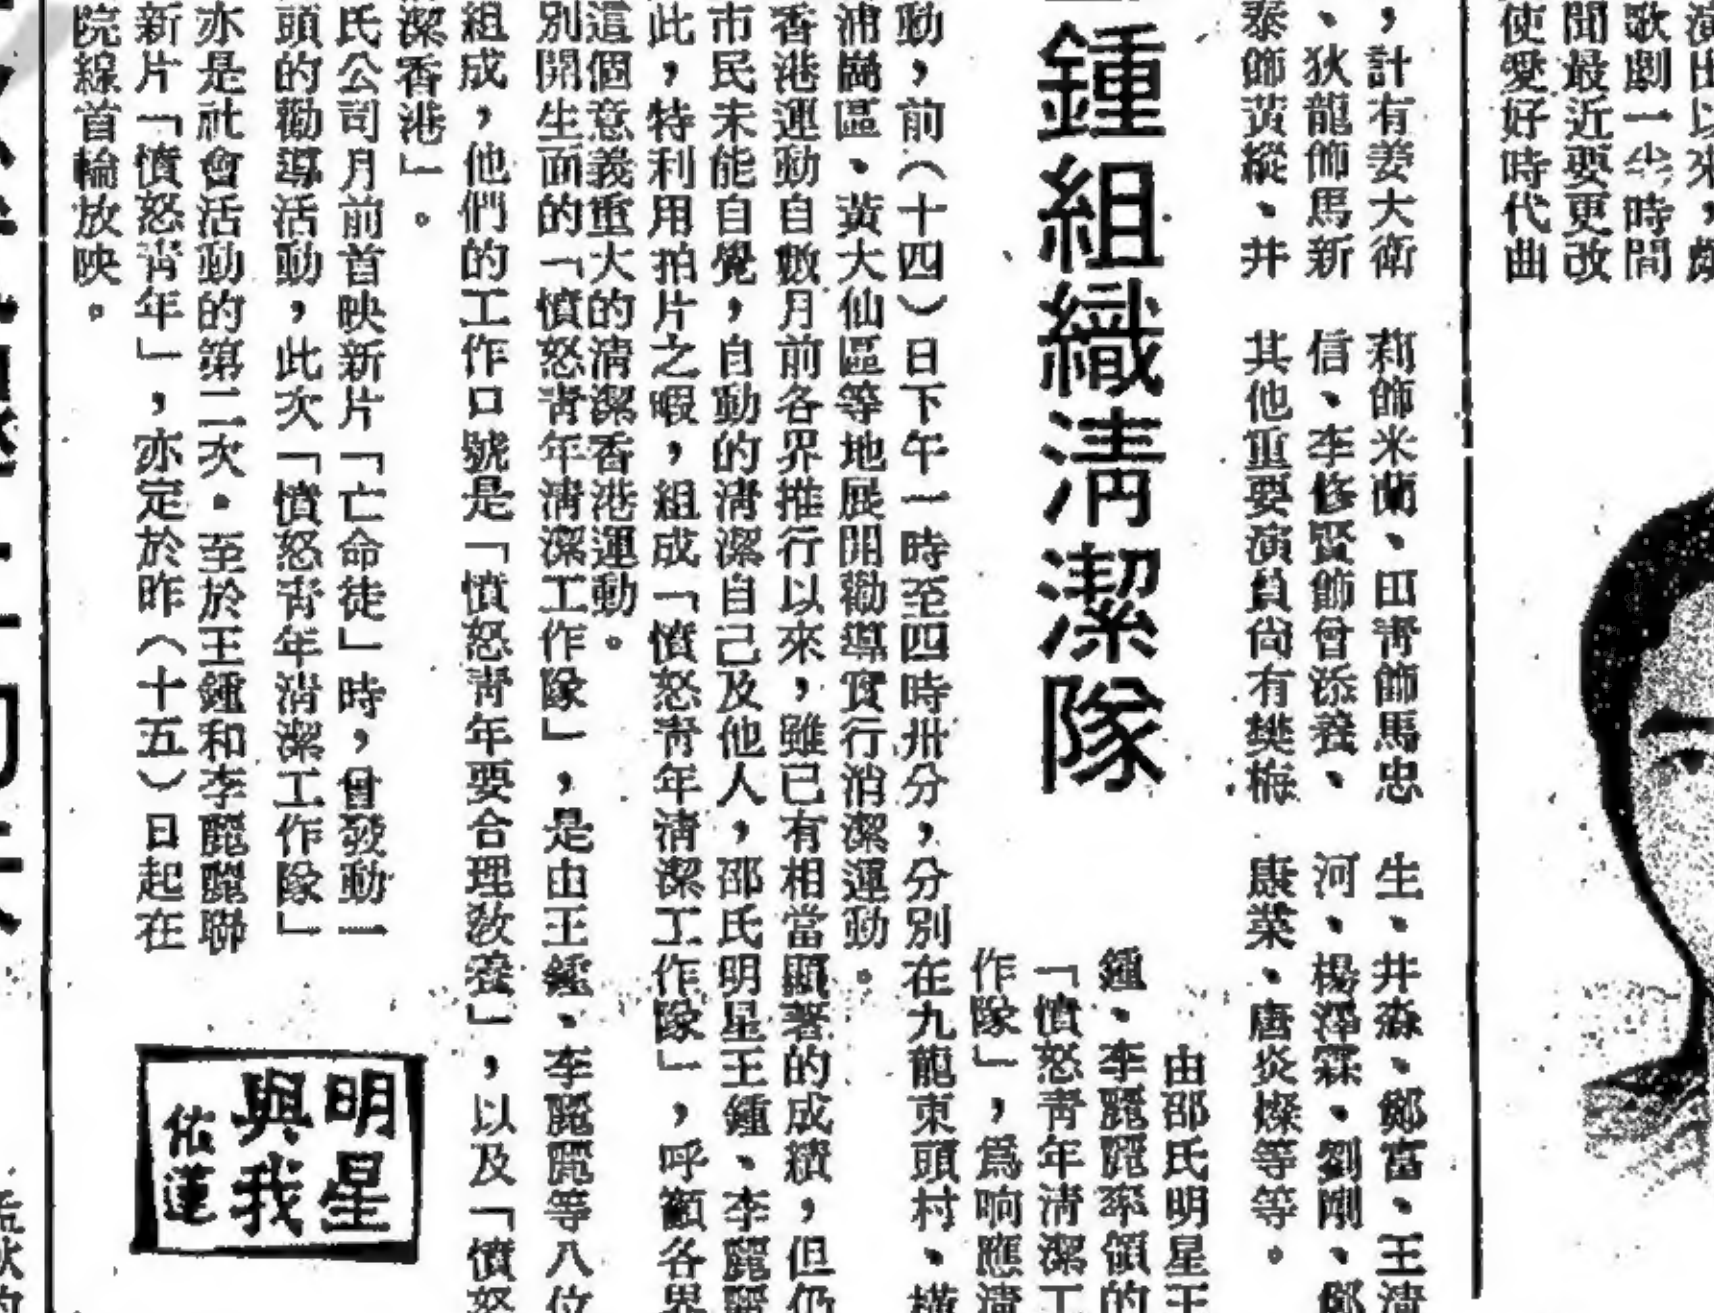 演出以來，
歌劇一尖時間
聞最近要更改
使愛好時代曲
，計有姜大衛
、狄龍飾馬新
泰飾黃縱、井
莉飾米蘭、田青飾馬忠
信、李修賢飾曾添養、
其他重要演員尙有樊梅
生、井淼、鄭富、王清
河、楊澤霖、劉剛、鄭
康業、唐炎燦等等。
鍾組織清潔隊
由邵氏明星王
鍾、李麗麗率領的
「憤怒青年清潔工
作隊」，爲响應清
動，前（十四）日下午一時至四時卅分，分別在九龍東頭村、橫
浦崗區、黃大仙區等地展開勸導實行消潔運動。
香港運動自數月前各界推行以來，雖已有相當顯著的成績，但仍
市民未能自覺，自動的清潔自己及他人，邵氏明星王鍾、李麗麗
此，特利用拍片之暇，組成「憤怒青年清潔工作隊」，呼籲各界
這個意義重大的清潔香港運動。
別開生面的「憤怒青年清潔工作隊」，是由王鍾、李麗麗等八位
組成，他們的工作口號是「憤怒青年要合理敎養」，以及「憤怒
潔香港」。
氏公司月前首映新片「亡命徒」時，曾發動一
頭的勸導活動，此次「憤怒青年清潔工作隊」
亦是社會活動的第二次。至於王鍾和李麗麗聯
新片「憤怒青年」，亦定於昨（十五）日起在
院線首輪放映。
明星
與我
依蓮